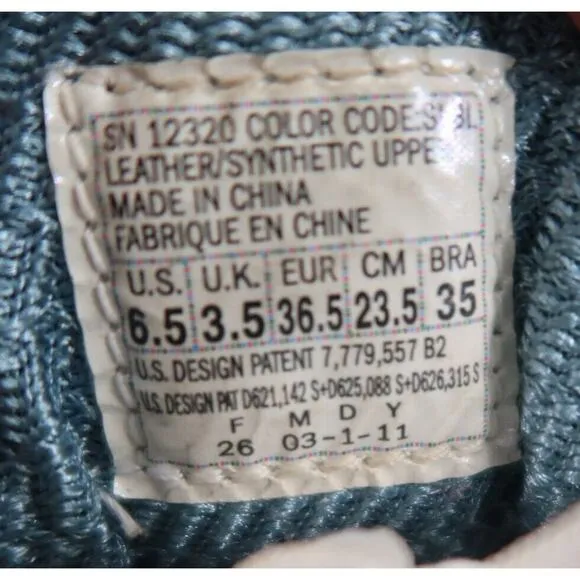 SN 12320 COLOR CODE:
LEATHER/SYNTHETIC
MADE IN CHINA
FABRIQUE EN CHINE
U.S. U.K. EUR CM BRA
6.5 3.5 36.5 23.5 35
U.S. DESIGN PATENT 7,779,557 B2
U.S. DESIGN PAT D621,142 S+D625,088 S+D626,315 S
F M D Y
26 03-1-11